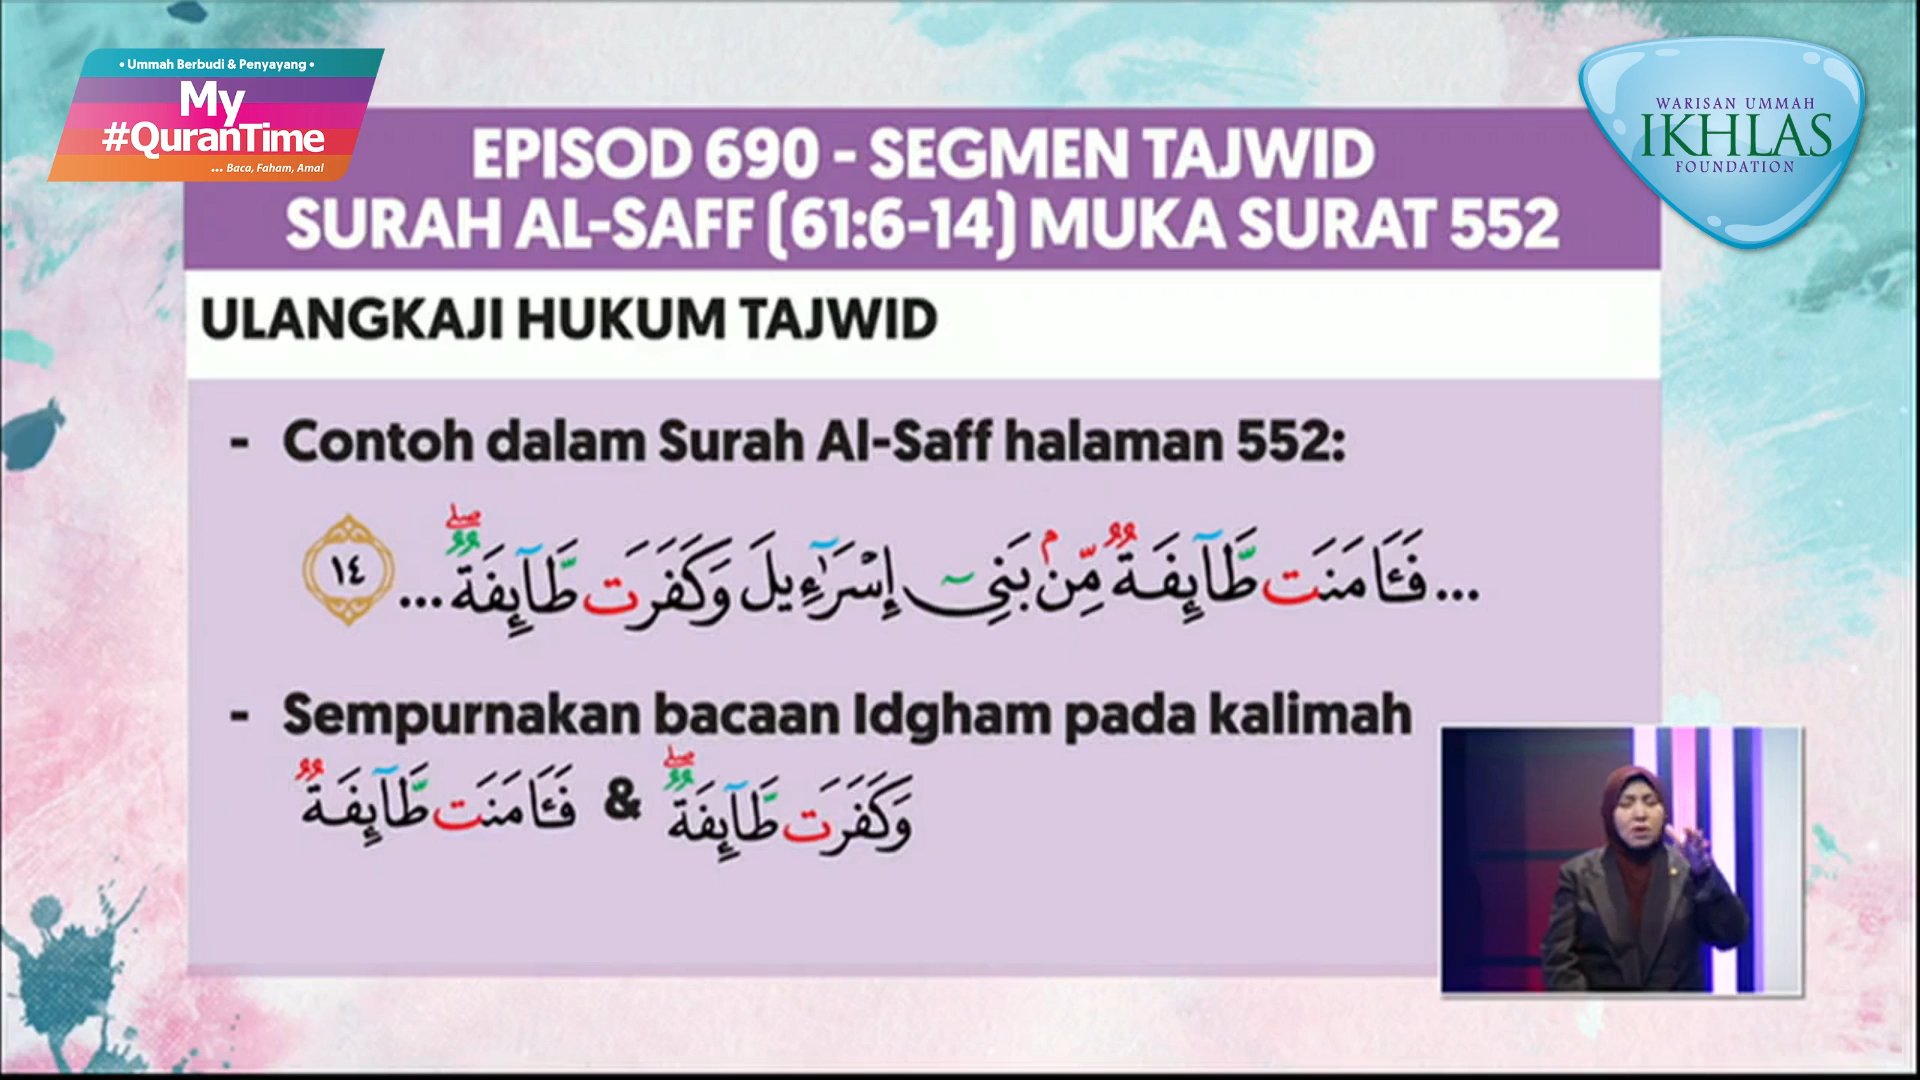 • Ummah Berbudi & Penyayang •
My
#QuranTime
... Baca, Faham, Amal
WARISAN UMMAH
IKHLAS
FOUNDATION
EPISOD 690 - SEGMEN TAJWID
SURAH AL-SAFF (61:6-14) MUKA SURAT 552
ULANGKAJI HUKUM TAJWID
- Contoh dalam Surah Al-Saff halaman 552:
...فَـَٔامَنَت طَّآئِفَةٌ مِّنۢ بَنِىٓ إِسْرَٰٓءِيلَ وَكَفَرَت طَّآئِفَةٌ ۖ... ١٤
- Sempurnakan bacaan Idgham pada kalimah
فَـَٔامَنَت طَّآئِفَةٌ & وَكَفَرَت طَّآئِفَةٌ ۖ